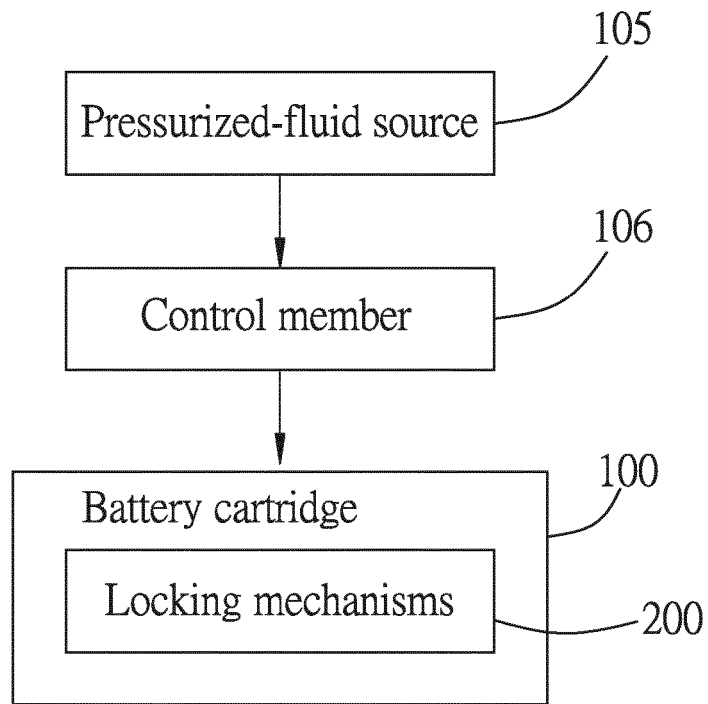 105
Pressurized-fluid source
106
Control member
100
Battery cartridge
Locking mechanisms
200